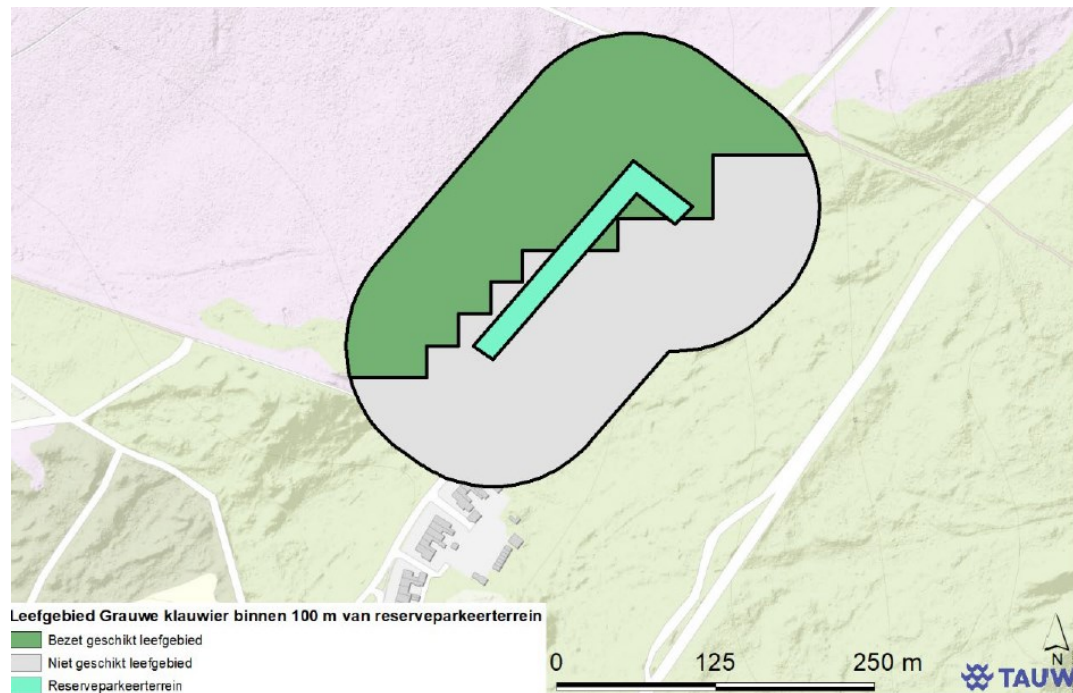 Leefgebied Grauwe klauwier binnen 100 m van reserveparkeerterrein
Bezet geschikt leefgebied
Niet geschikt leefgebied
Reserveparkeerterrein
0 125 250 m
N
TAUW